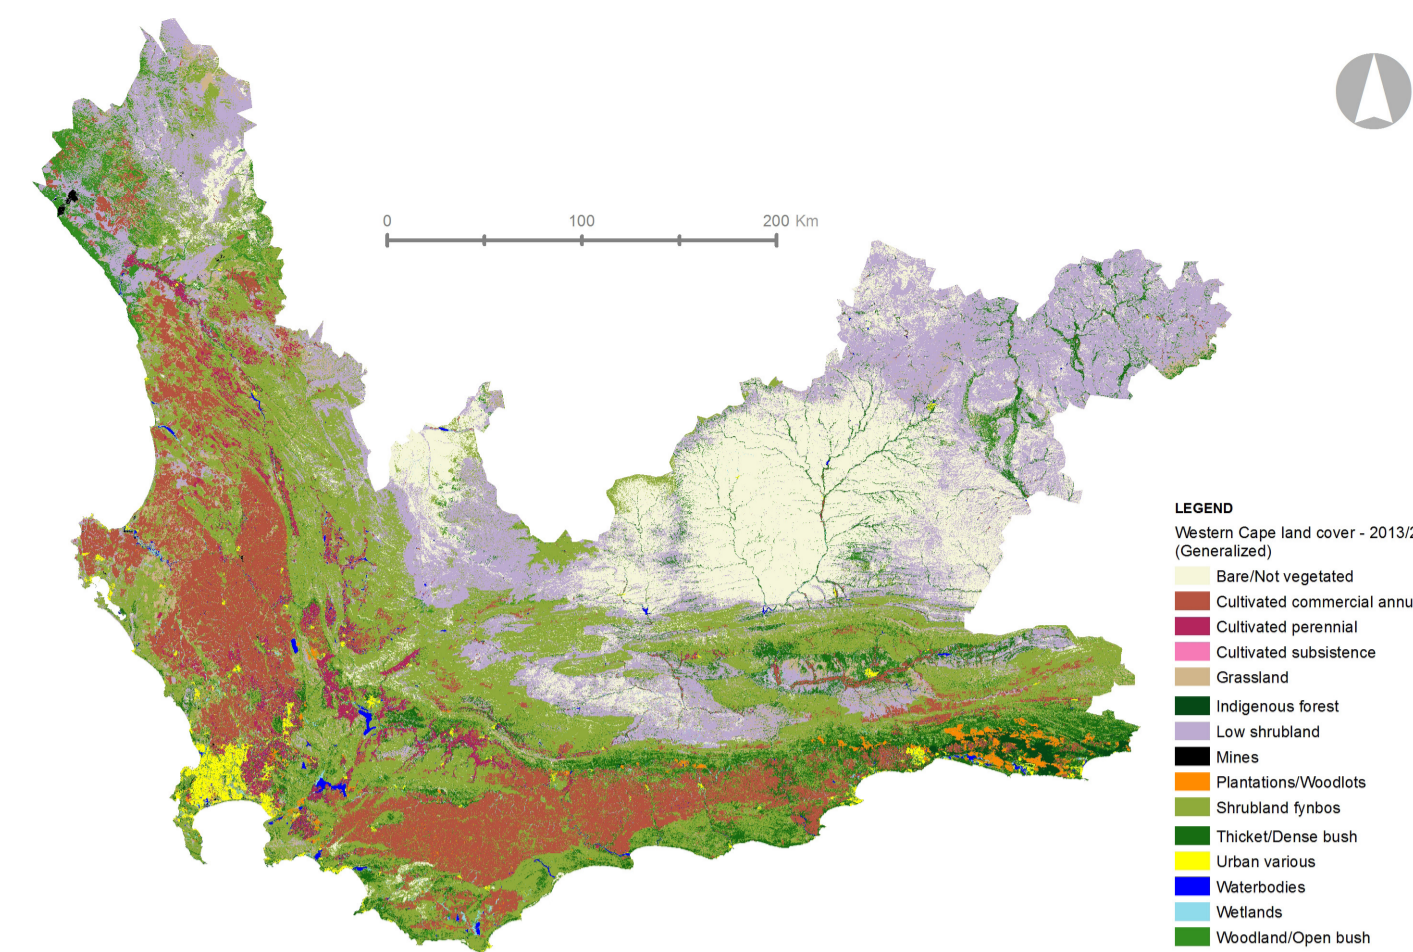 0 100 200 Km
LEGEND
Western Cape land cover - 2013/2
(Generalized)
Bare/Not vegetated
Cultivated commercial annu
Cultivated perennial
Cultivated subsistence
Grassland
Indigenous forest
Low shrubland
Mines
Plantations/Woodlots
Shrubland fynbos
Thicket/Dense bush
Urban various
Waterbodies
Wetlands
Woodland/Open bush